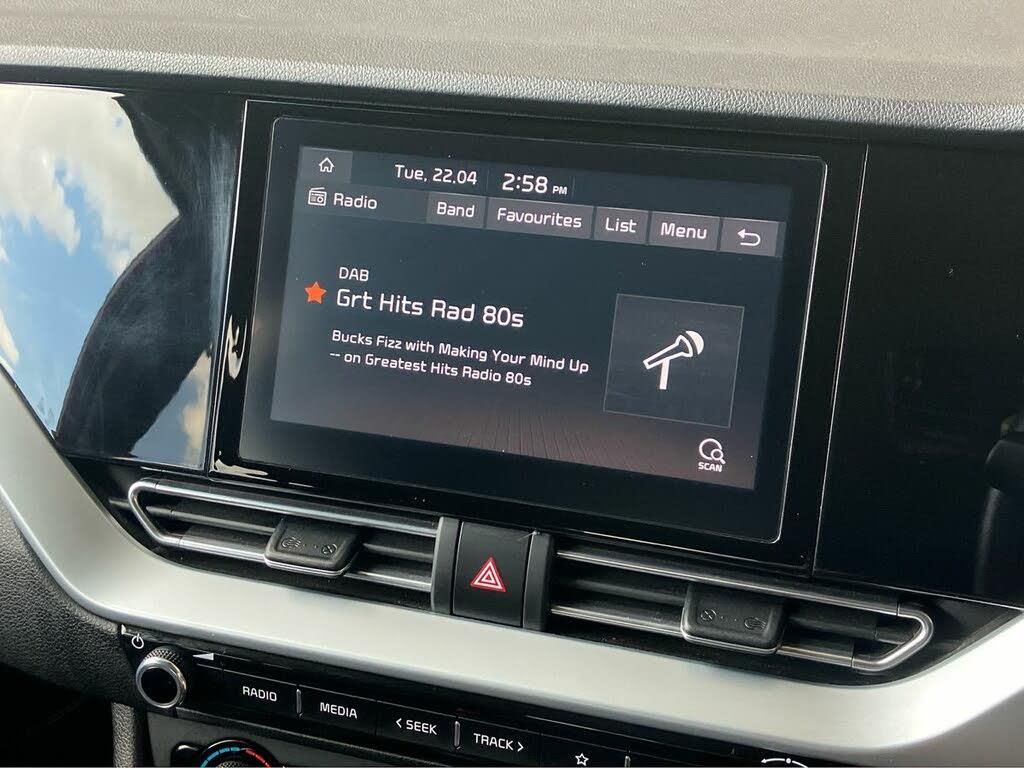 Tue, 22.04 2:58 PM
Radio Band Favourites List Menu
DAB
Grt Hits Rad 80s
Bucks Fizz with Making Your Mind Up
-- on Greatest Hits Radio 80s
SCAN
RADIO MEDIA < SEEK TRACK >